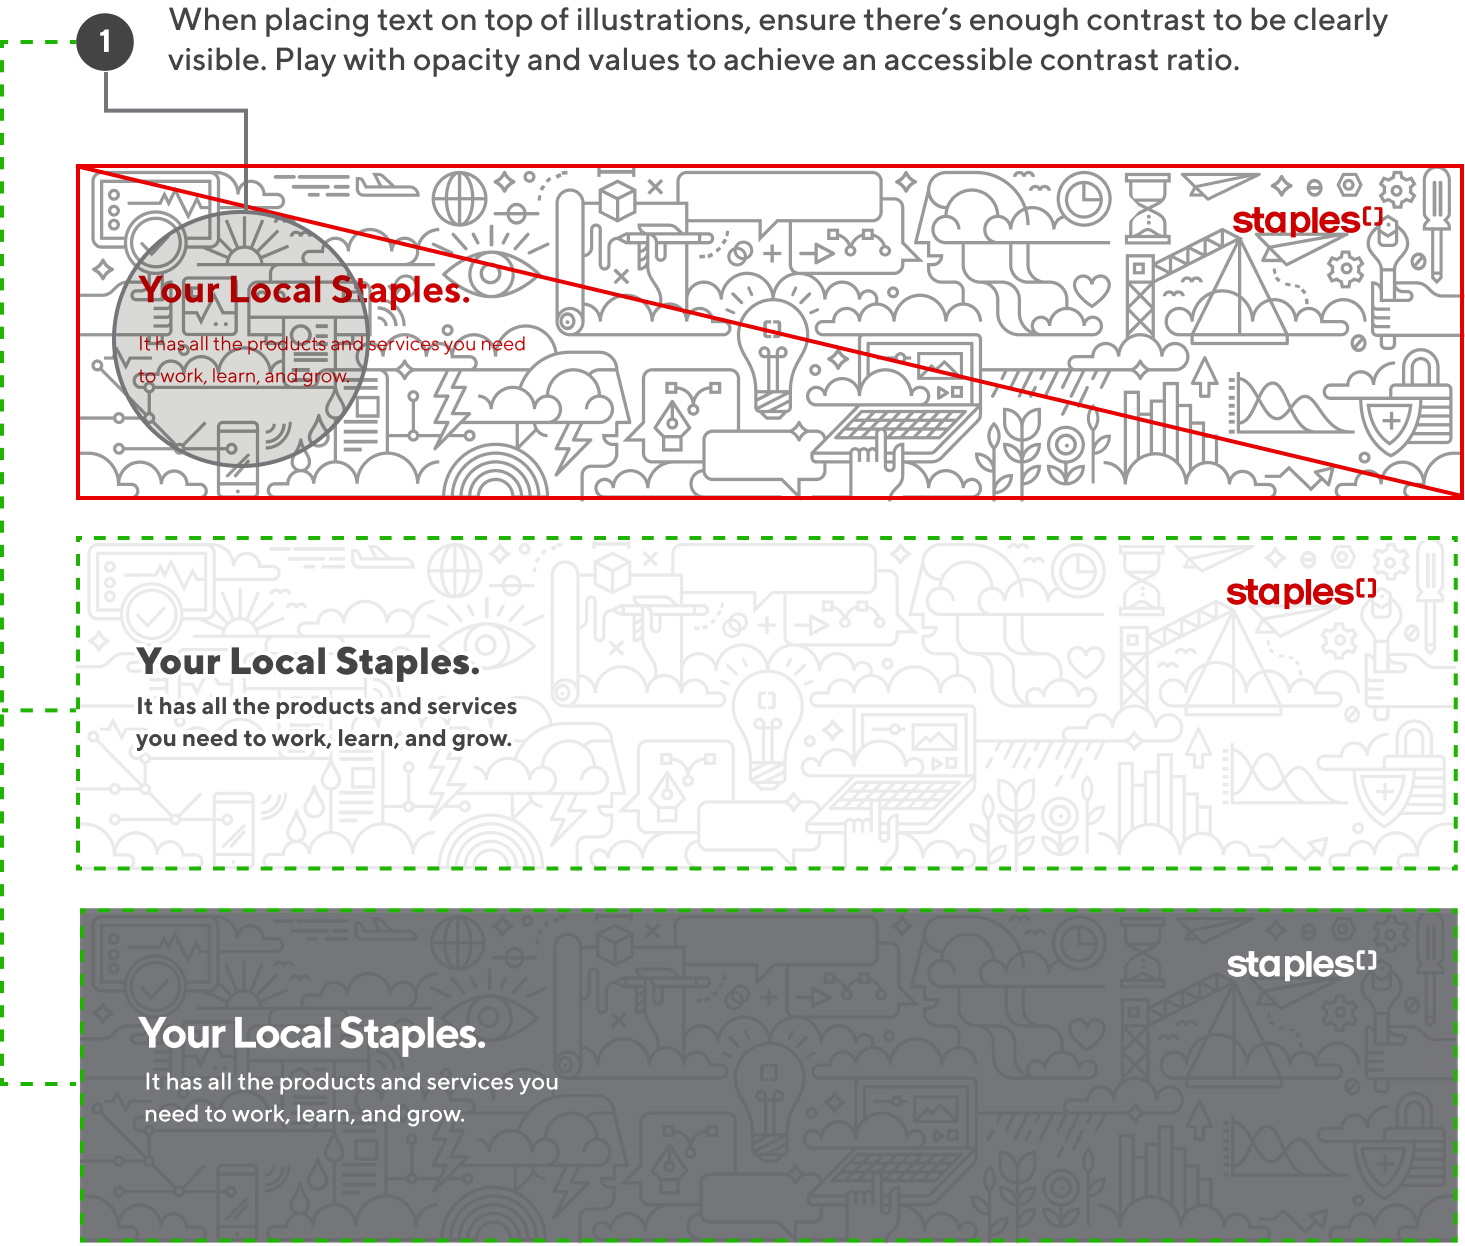 1
When placing text on top of illustrations, ensure there’s enough contrast to be clearly
visible. Play with opacity and values to achieve an accessible contrast ratio.
staples
Your Local Staples.
It has all the products and services you need
to work, learn, and grow.
staples
Your Local Staples.
It has all the products and services
you need to work, learn, and grow.
staples
Your Local Staples.
It has all the products and services you
need to work, learn, and grow.